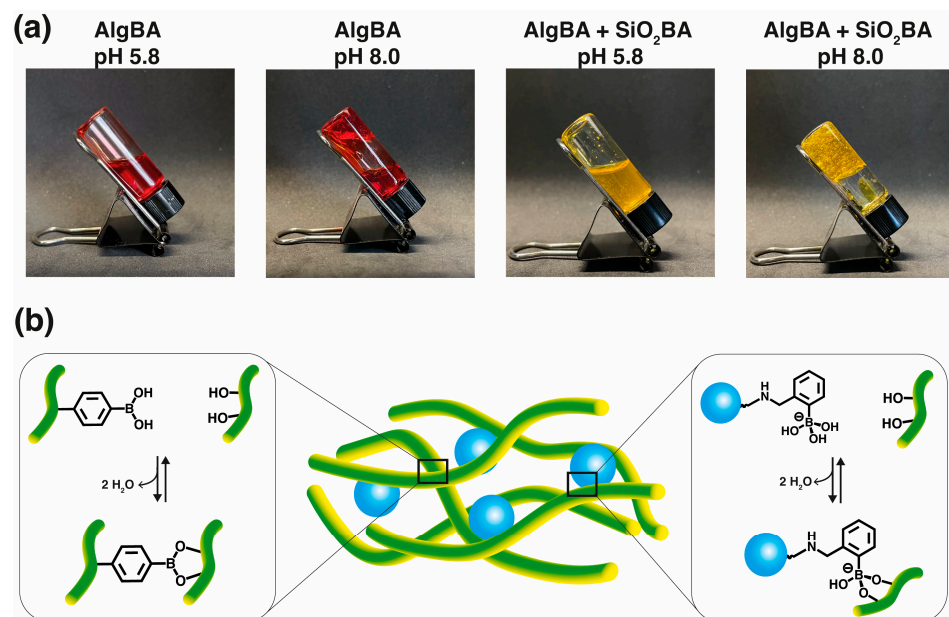 (a)
AlgBA
pH 5.8
AlgBA
pH 8.0
AlgBA + SiO₂BA
pH 5.8
AlgBA + SiO₂BA
pH 8.0
(b)
OH
B
OH
HO
HO
2 H₂O
O
B
O
H
N
⊖
B
HO
OH
OH
HO
HO
2 H₂O
H
N
⊖
B
HO
O
O